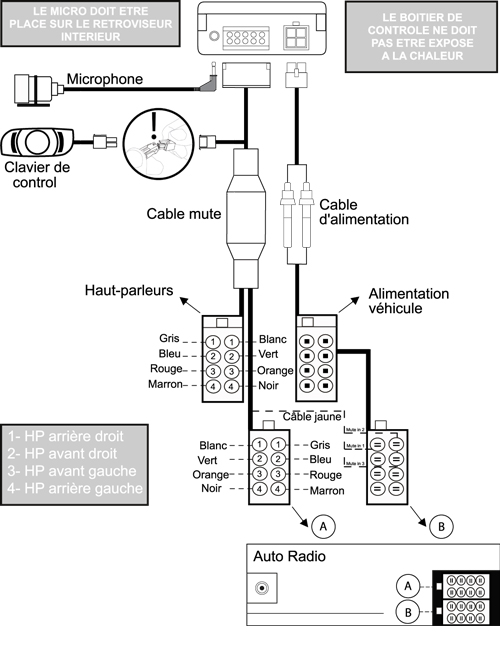 LE MICRO DOIT ETRE
PLACE SUR LE RETROVISEUR
INTERIEUR
LE BOITIER DE
CONTROLE NE DOIT
PAS ETRE EXPOSE
A LA CHALEUR
Microphone
!
Clavier de
control
Cable mute
Cable
d'alimentation
Haut-parleurs
Alimentation
véhicule
Gris 1 1 Blanc
Bleu 2 2 Vert
Rouge 3 3 Orange
Marron 4 4 Noir
Câble jaune
Mute in 2
Mute in 1
Mute in 3
1- HP arrière droit
2- HP avant droit
3- HP avant gauche
4- HP arrière gauche
Blanc 1 1 Gris
Vert 2 2 Bleu
Orange 3 3 Rouge
Noir 4 4 Marron
A
B
Auto Radio
A
B